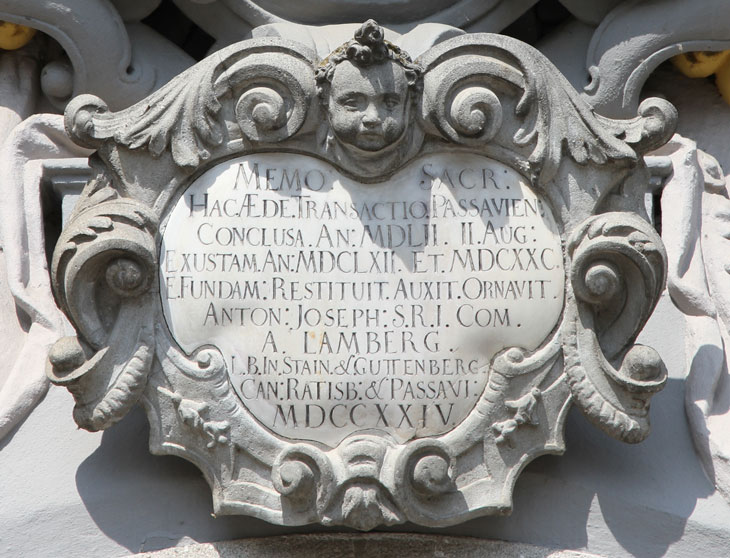 MEMO SACR:
HAC ÆDE. TRANSACTIO. PASSAVIEN:
CONCLUSA. AN: MDLII. II. AUG:
EXUSTAM. AN: MDCLXII. ET. MDCXXC
E FUNDAM: RESTITUIT. AUXIT. ORNAVIT.
ANTON: JOSEPH: S.R.I. COM.
A. LAMBERG.
L.B. IN. STAIN. & GUTTENBERG.
CAN: RATISB: & PASSAVI:
MDCCXXIV.